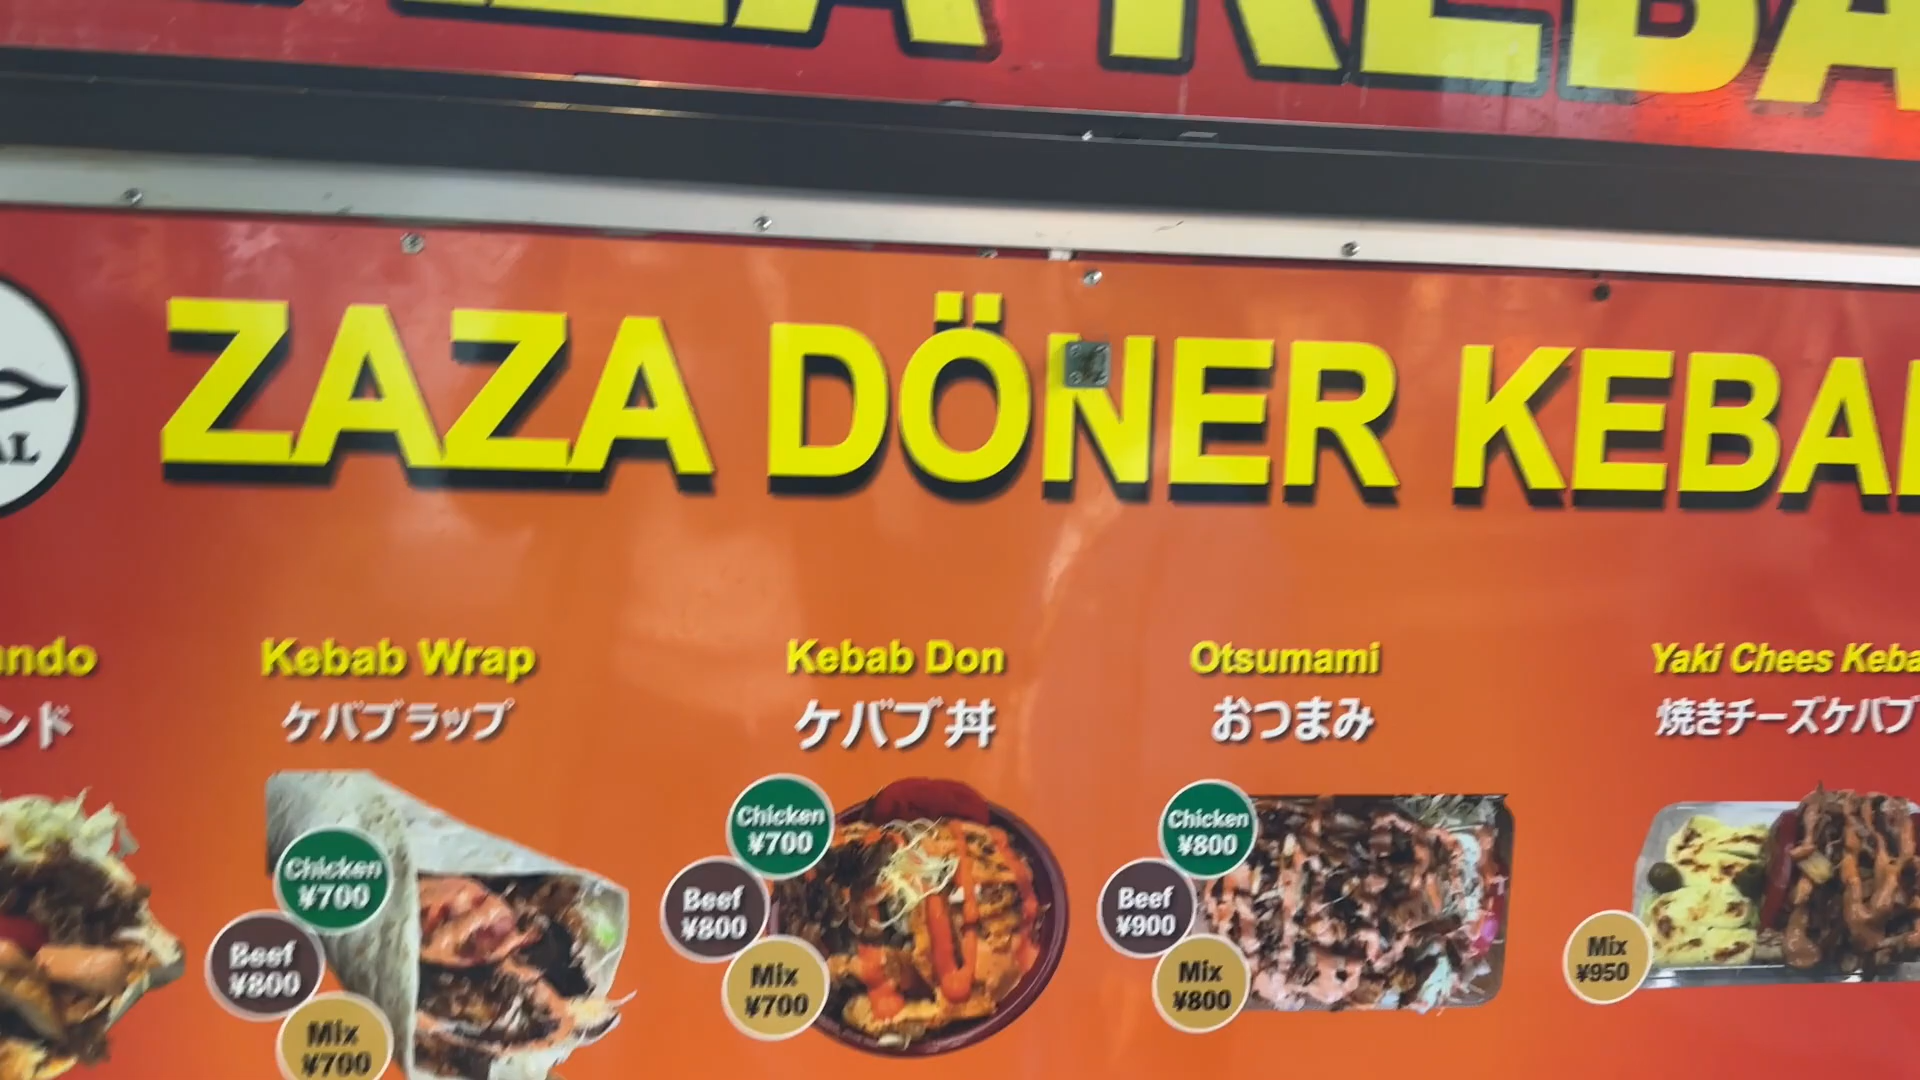 ZAZA KEBA
ZAZA DÖNER KEBA
AL
ndo
ンド
Kebab Wrap
ケバブラップ
Chicken
¥700
Beef
¥800
Mix
¥700
Kebab Don
ケバブ丼
Chicken
¥700
Beef
¥800
Mix
¥700
Otsumami
おつまみ
Chicken
¥800
Beef
¥900
Mix
¥800
Yaki Chees Keba
焼きチーズケバブ
Mix
¥950